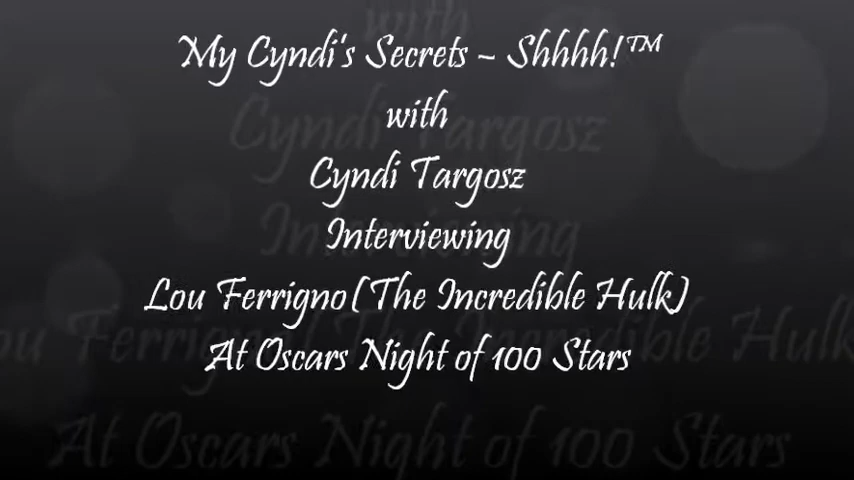 My Cyndi's Secrets ~ Shhhh!™
with
Cyndi Targosz
Interviewing
Lou Ferrigno (The Incredible Hulk)
At Oscars Night of 100 Stars